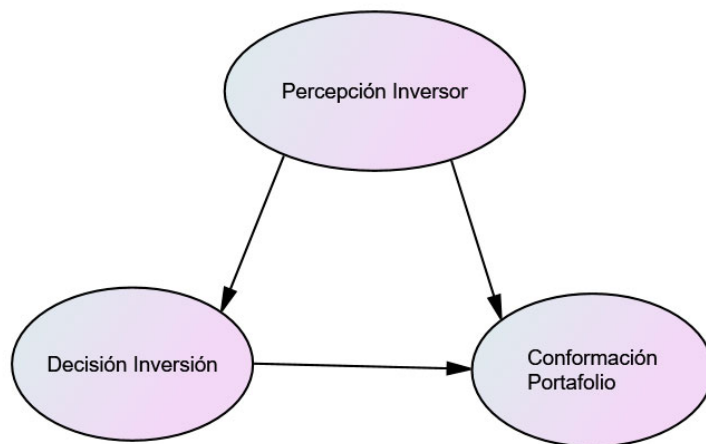 Percepción Inversor
Decisión Inversión
Conformación
Portafolio